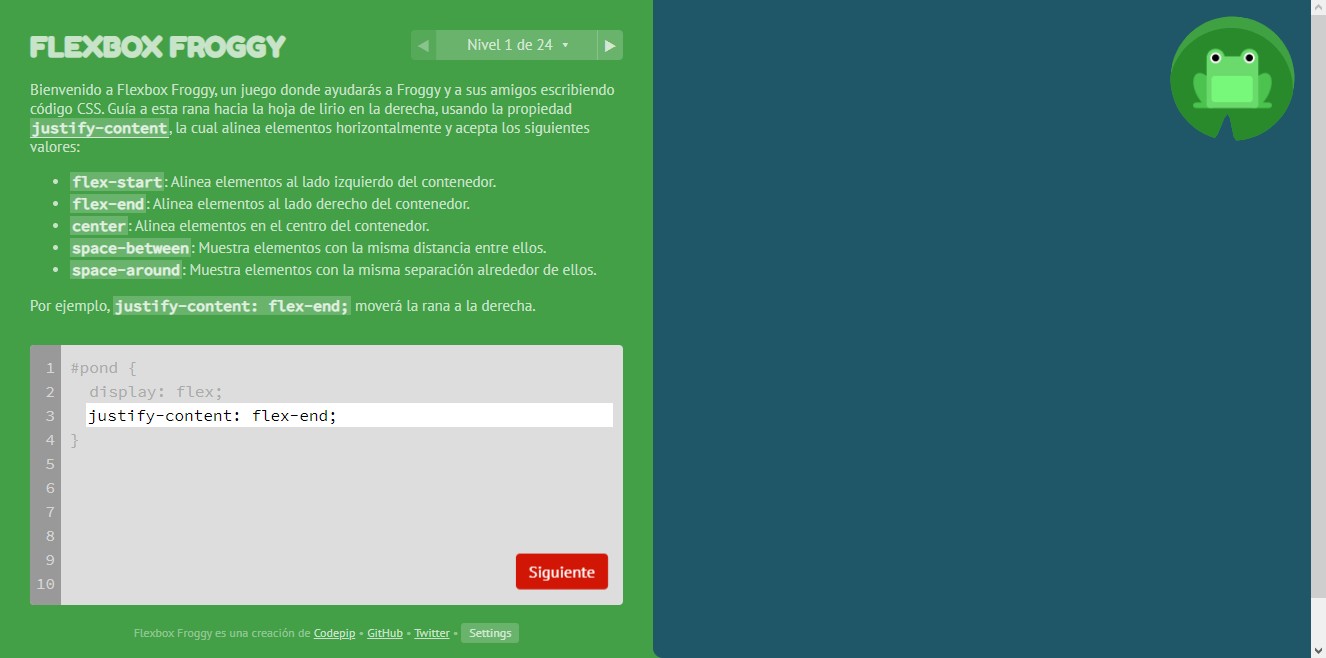 FLEXBOX FROGGY
◀ Nivel 1 de 24 ▾ ▶
Bienvenido a Flexbox Froggy, un juego donde ayudarás a Froggy y a sus amigos escribiendo
código CSS. Guía a esta rana hacia la hoja de lirio en la derecha, usando la propiedad
justify-content, la cual alinea elementos horizontalmente y acepta los siguientes
valores:
• flex-start: Alinea elementos al lado izquierdo del contenedor.
• flex-end: Alinea elementos al lado derecho del contenedor.
• center: Alinea elementos en el centro del contenedor.
• space-between: Muestra elementos con la misma distancia entre ellos.
• space-around: Muestra elementos con la misma separación alrededor de ellos.
Por ejemplo, justify-content: flex-end; moverá la rana a la derecha.
1 #pond {
2 display: flex;
3 justify-content: flex-end;
4 }
5
6
7
8
9
10
Siguiente
Flexbox Froggy es una creación de Codepip • GitHub • Twitter • Settings